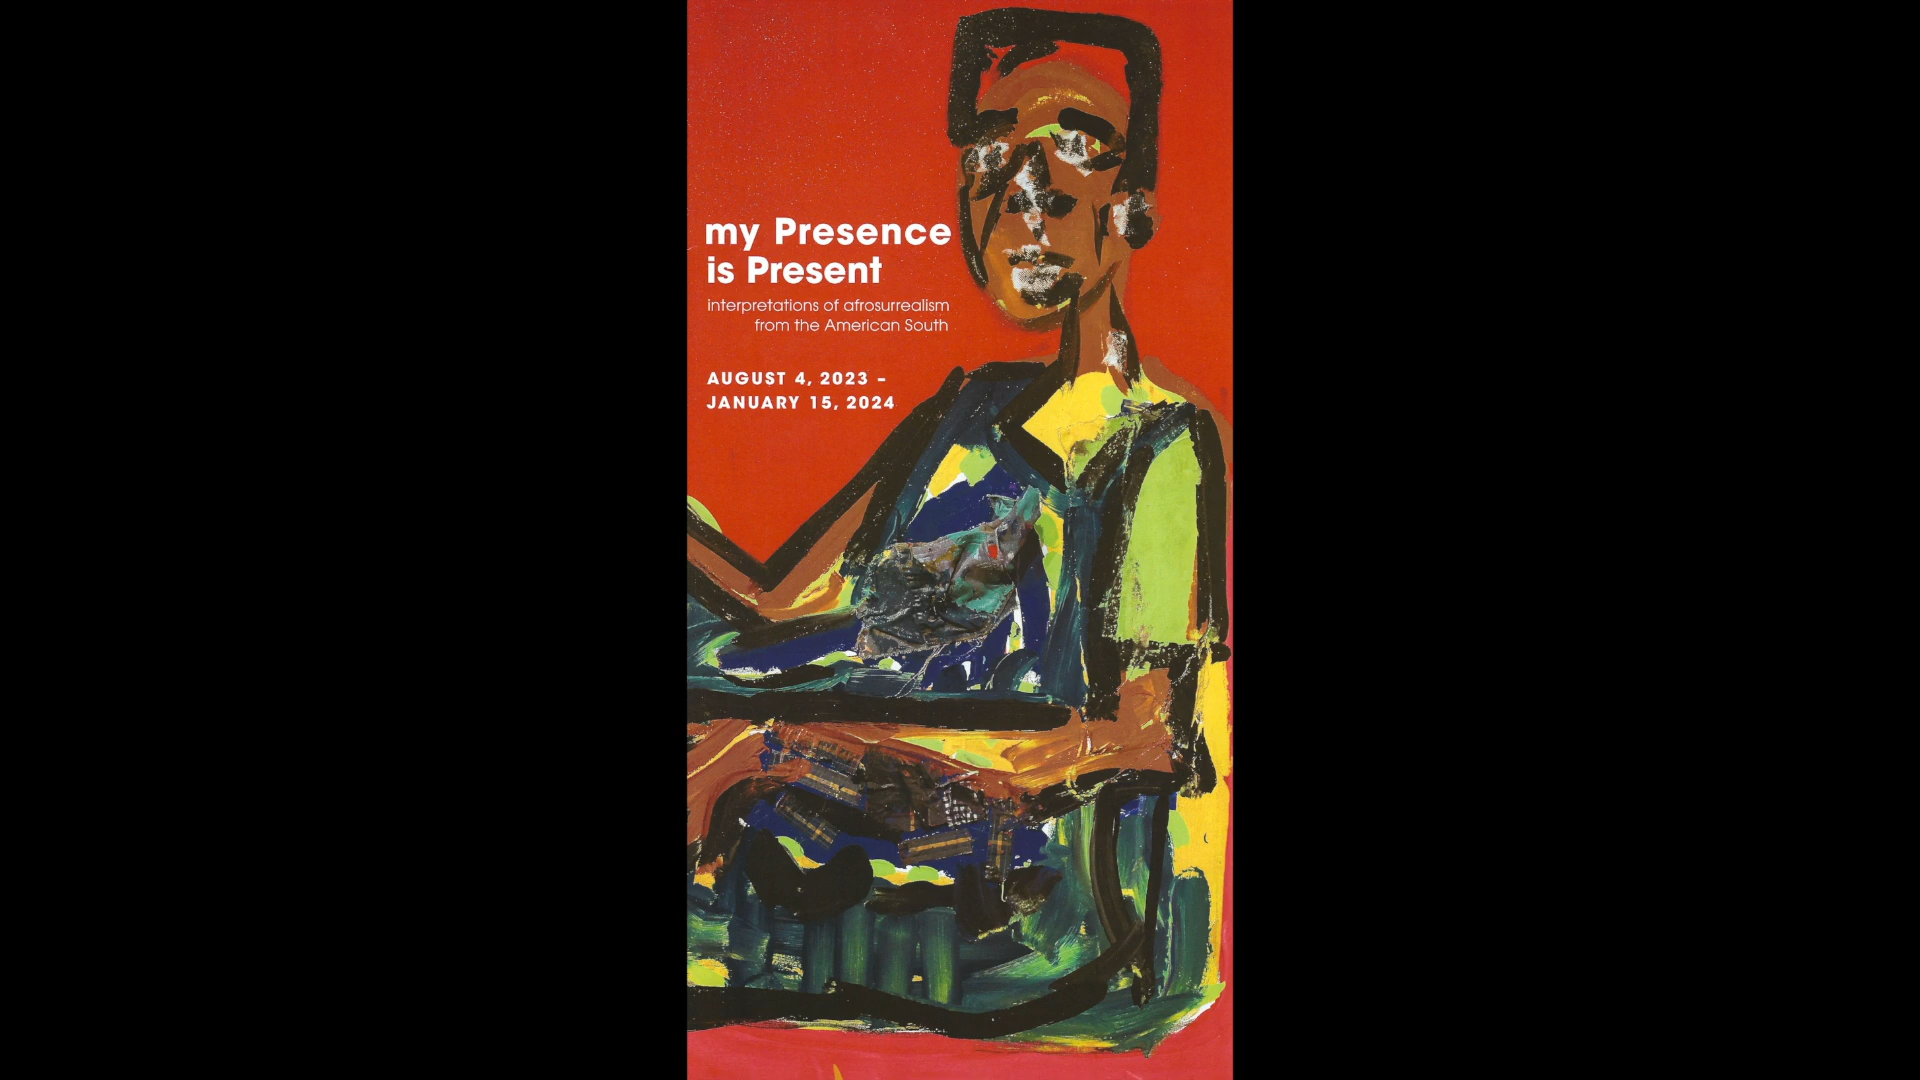 my Presence
is Present
interpretations of afrosurrealism
from the American South
AUGUST 4, 2023 –
JANUARY 15, 2024